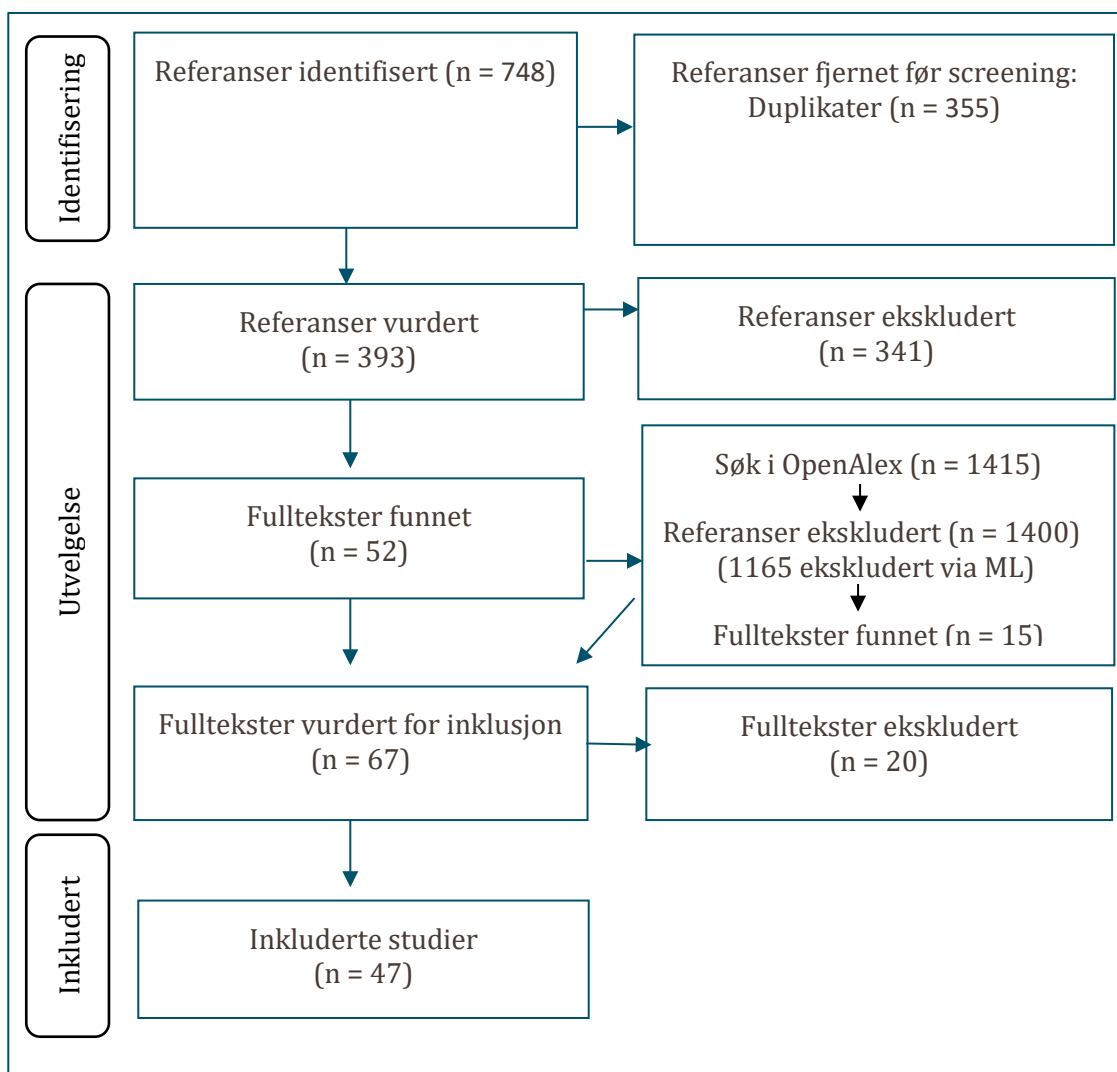 Identifisering
Referanser identifisert (n = 748)
Referanser fjernet før screening:
Duplikater (n = 355)
Utvelgelse
Referanser vurdert
(n = 393)
Referanser ekskludert
(n = 341)
Fulltekster funnet
(n = 52)
Søk i OpenAlex (n = 1415)
Referanser ekskludert (n = 1400)
(1165 ekskludert via ML)
Fulltekster funnet (n = 15)
Fulltekster vurdert for inklusjon
(n = 67)
Fulltekster ekskludert
(n = 20)
Inkludert
Inkluderte studier
(n = 47)